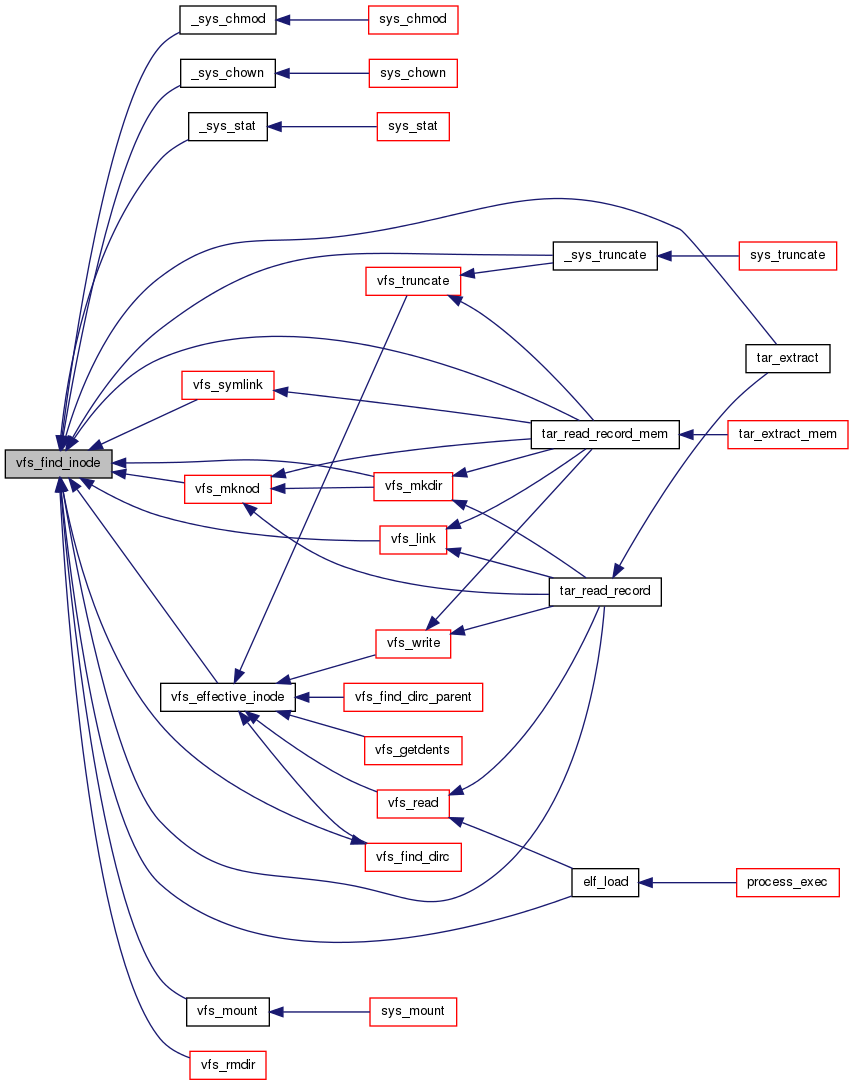 _sys_chmod
sys_chmod
_sys_chown
sys_chown
_sys_stat
sys_stat
_sys_truncate
sys_truncate
vfs_truncate
tar_extract
vfs_symlink
tar_read_record_mem
tar_extract_mem
vfs_find_inode
vfs_mknod
vfs_mkdir
vfs_link
tar_read_record
vfs_write
vfs_effective_inode
vfs_find_dirc_parent
vfs_getdents
vfs_read
vfs_find_dirc
elf_load
process_exec
vfs_mount
sys_mount
vfs_rmdir